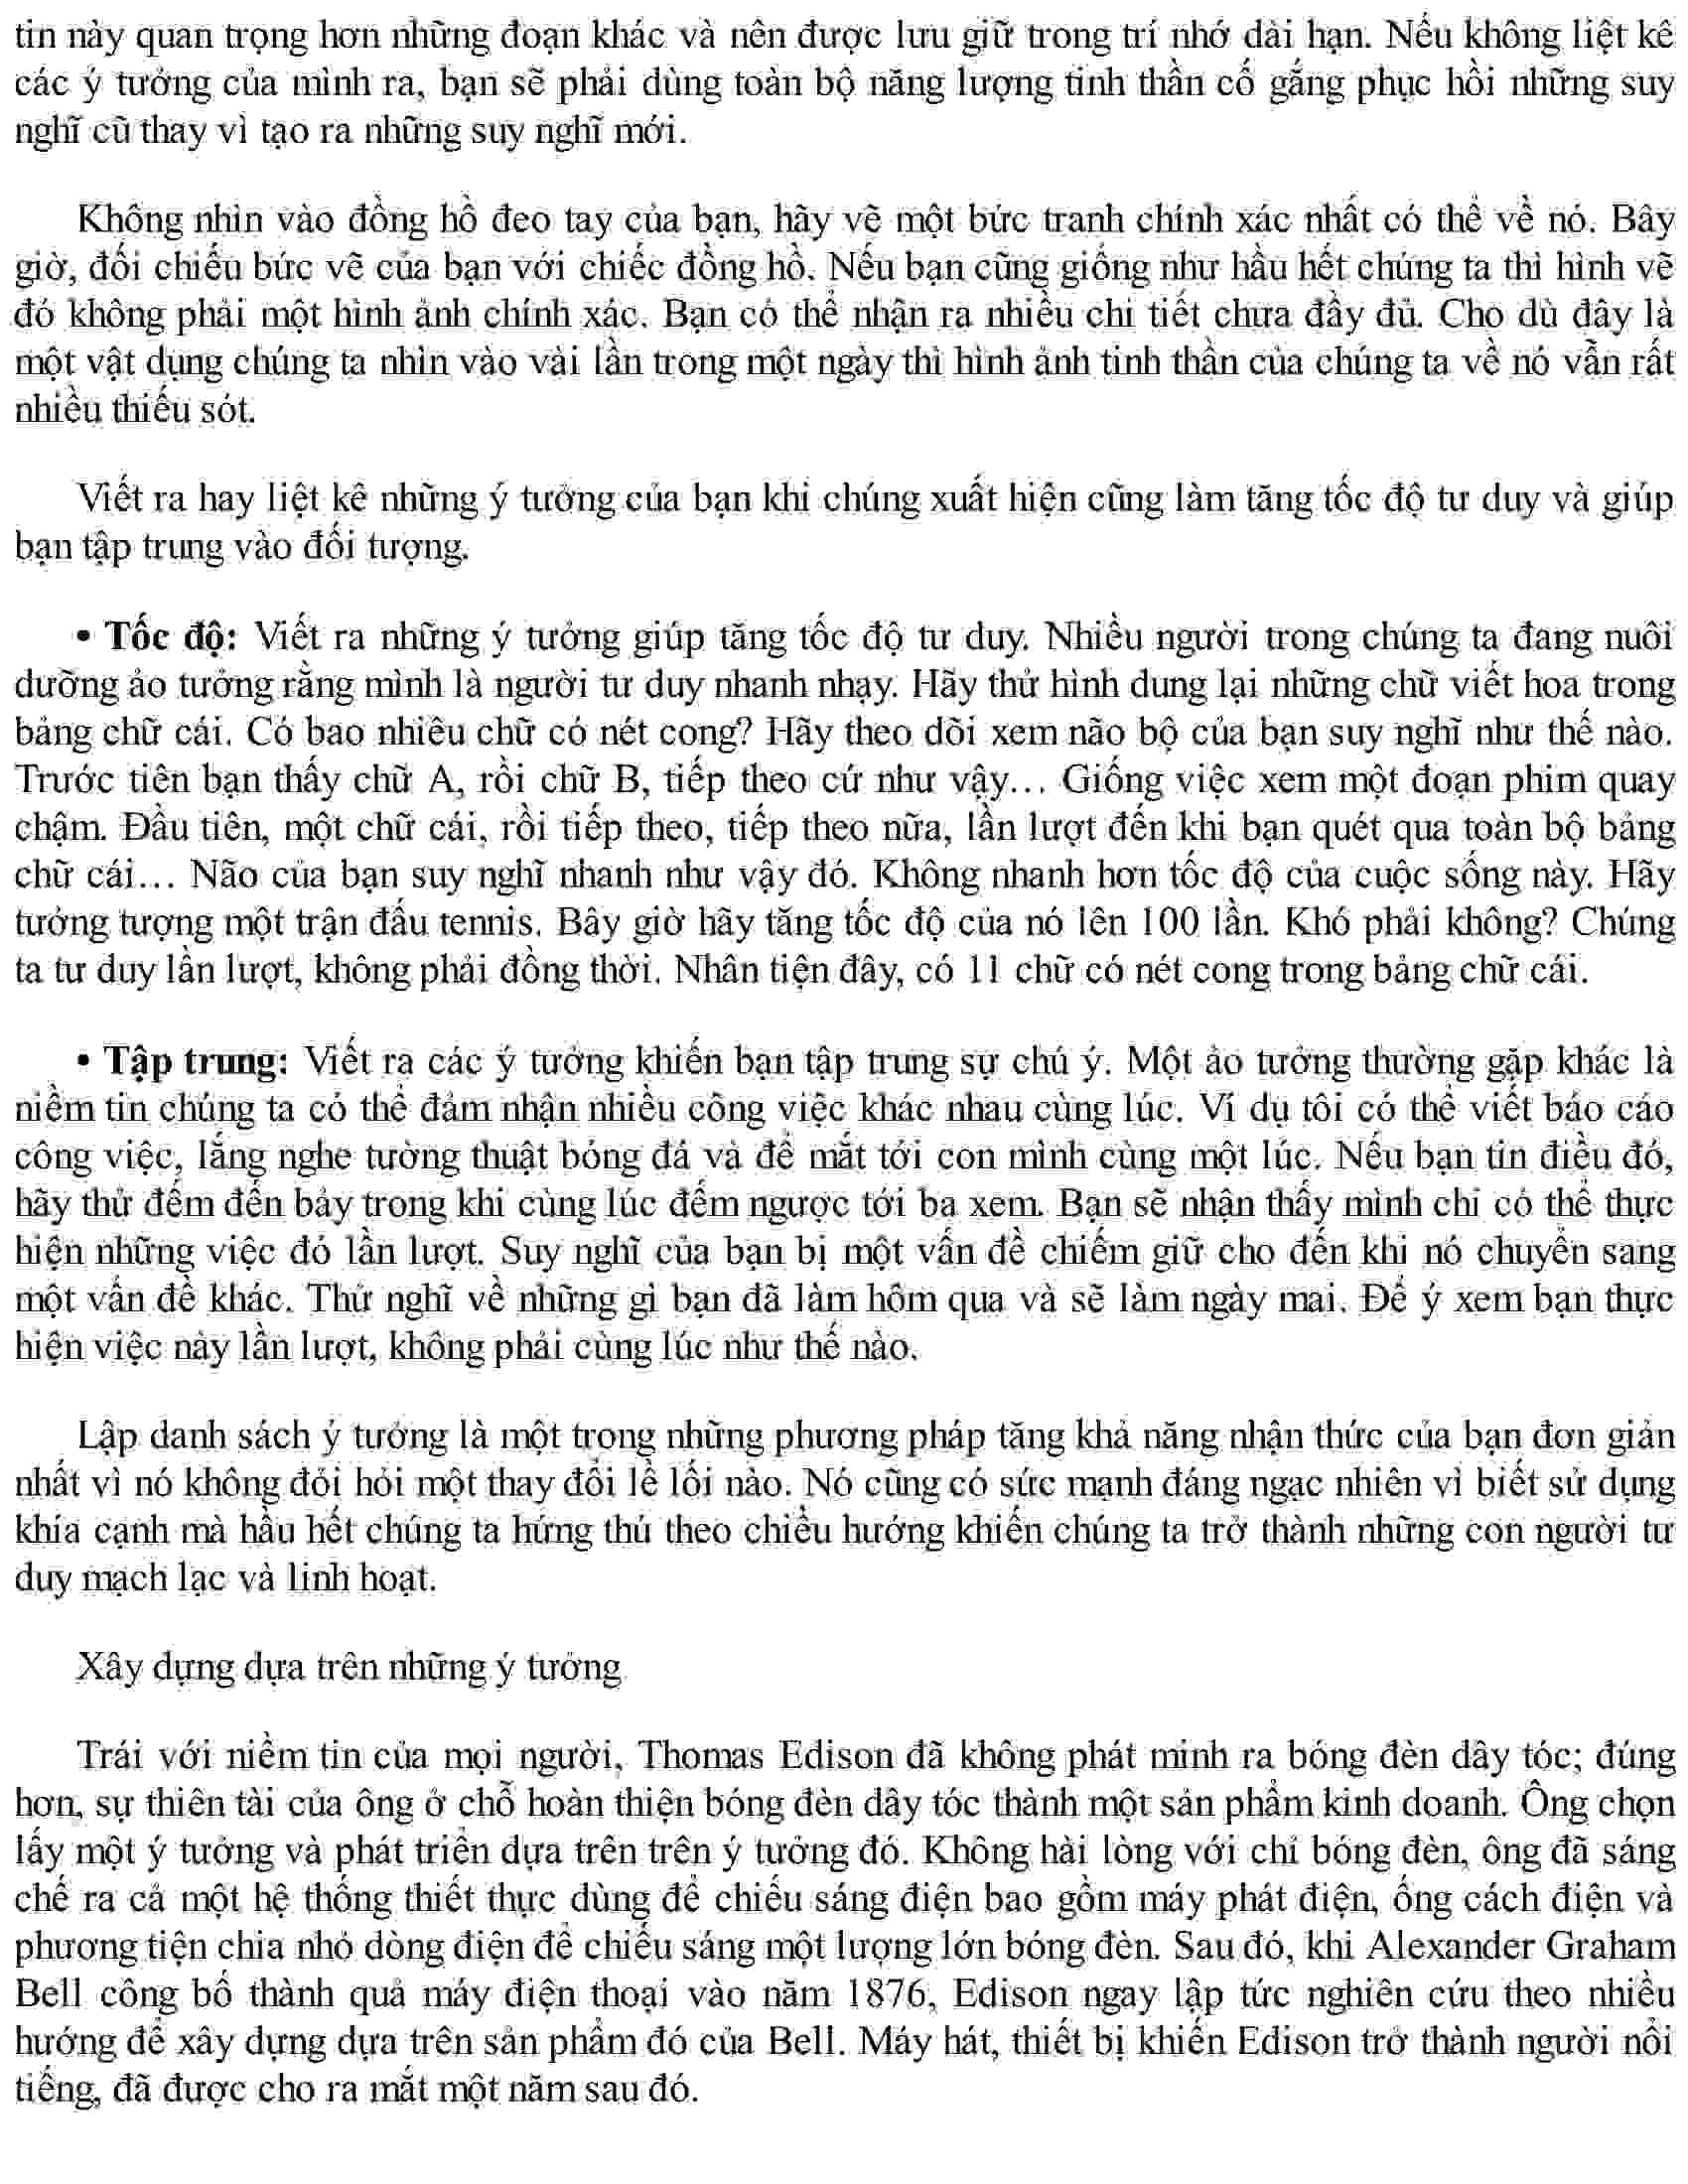 tin này quan trọng hơn những đoạn khác và nên được lưu giữ trong trí nhớ dài hạn. Nếu không liệt kê
các ý tưởng của mình ra, bạn sẽ phải dùng toàn bộ năng lượng tinh thần cố gắng phục hồi những suy
nghĩ cũ thay vì tạo ra những suy nghĩ mới.
Không nhìn vào đồng hồ đeo tay của bạn, hãy vẽ một bức tranh chính xác nhất có thể về nó. Bây
giờ, đối chiếu bức vẽ của bạn với chiếc đồng hồ. Nếu bạn cũng giống như hầu hết chúng ta thì hình vẽ
đó không phải một hình ảnh chính xác. Bạn có thể nhận ra nhiều chi tiết chưa đầy đủ. Cho dù đây là
một vật dụng chúng ta nhìn vào vài lần trong một ngày thì hình ảnh tinh thần của chúng ta về nó vẫn rất
nhiều thiếu sót.
Viết ra hay liệt kê những ý tưởng của bạn khi chúng xuất hiện cũng làm tăng tốc độ tư duy và giúp
bạn tập trung vào đối tượng.
• Tốc độ: Viết ra những ý tưởng giúp tăng tốc độ tư duy. Nhiều người trong chúng ta đang nuôi
dưỡng ảo tưởng rằng mình là người tư duy nhanh nhạy. Hãy thử hình dung lại những chữ viết hoa trong
bảng chữ cái. Có bao nhiêu chữ có nét cong? Hãy theo dõi xem não bộ của bạn suy nghĩ như thế nào.
Trước tiên bạn thấy chữ A, rồi chữ B, tiếp theo cứ như vậy… Giống việc xem một đoạn phim quay
chậm. Đầu tiên, một chữ cái, rồi tiếp theo, tiếp theo nữa, lần lượt đến khi bạn quét qua toàn bộ bảng
chữ cái… Não của bạn suy nghĩ nhanh như vậy đó. Không nhanh hơn tốc độ của cuộc sống này. Hãy
tưởng tượng một trận đấu tennis. Bây giờ hãy tăng tốc độ của nó lên 100 lần. Khó phải không? Chúng
ta tư duy lần lượt, không phải đồng thời. Nhân tiện đây, có 11 chữ có nét cong trong bảng chữ cái.
• Tập trung: Viết ra các ý tưởng khiến bạn tập trung sự chú ý. Một ảo tưởng thường gặp khác là
niềm tin chúng ta có thể đảm nhận nhiều công việc khác nhau cùng lúc. Ví dụ tôi có thể viết báo cáo
công việc, lắng nghe tường thuật bóng đá và để mắt tới con mình cùng một lúc. Nếu bạn tin điều đó,
hãy thử đếm đến bảy trong khi cùng lúc đếm ngược tới ba xem. Bạn sẽ nhận thấy mình chỉ có thể thực
hiện những việc đó lần lượt. Suy nghĩ của bạn bị một vấn đề chiếm giữ cho đến khi nó chuyển sang
một vấn đề khác. Thử nghĩ về những gì bạn đã làm hôm qua và sẽ làm ngày mai. Để ý xem bạn thực
hiện việc này lần lượt, không phải cùng lúc như thế nào.
Lập danh sách ý tưởng là một trong những phương pháp tăng khả năng nhận thức của bạn đơn giản
nhất vì nó không đỏi hỏi một thay đổi lề lối nào. Nó cũng có sức mạnh đáng ngạc nhiên vì biết sử dụng
khía cạnh mà hầu hết chúng ta hứng thú theo chiều hướng khiến chúng ta trở thành những con người tư
duy mạch lạc và linh hoạt.
Xây dựng dựa trên những ý tưởng
Trái với niềm tin của mọi người, Thomas Edison đã không phát minh ra bóng đèn dây tóc; đúng
hơn, sự thiên tài của ông ở chỗ hoàn thiện bóng đèn dây tóc thành một sản phẩm kinh doanh. Ông chọn
lấy một ý tưởng và phát triển dựa trên trên ý tưởng đó. Không hài lòng với chỉ bóng đèn, ông đã sáng
chế ra cả một hệ thống thiết thực dùng để chiếu sáng điện bao gồm máy phát điện, ống cách điện và
phương tiện chia nhỏ dòng điện để chiếu sáng một lượng lớn bóng đèn. Sau đó, khi Alexander Graham
Bell công bố thành quả máy điện thoại vào năm 1876, Edison ngay lập tức nghiên cứu theo nhiều
hướng để xây dựng dựa trên sản phẩm đó của Bell. Máy hát, thiết bị khiến Edison trở thành người nổi
tiếng, đã được cho ra mắt một năm sau đó.